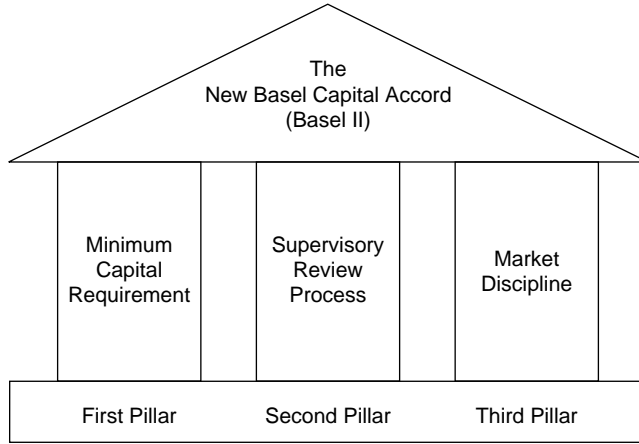 The
New Basel Capital Accord
(Basel II)
Minimum
Capital
Requirement
Supervisory
Review
Process
Market
Discipline
First Pillar
Second Pillar
Third Pillar